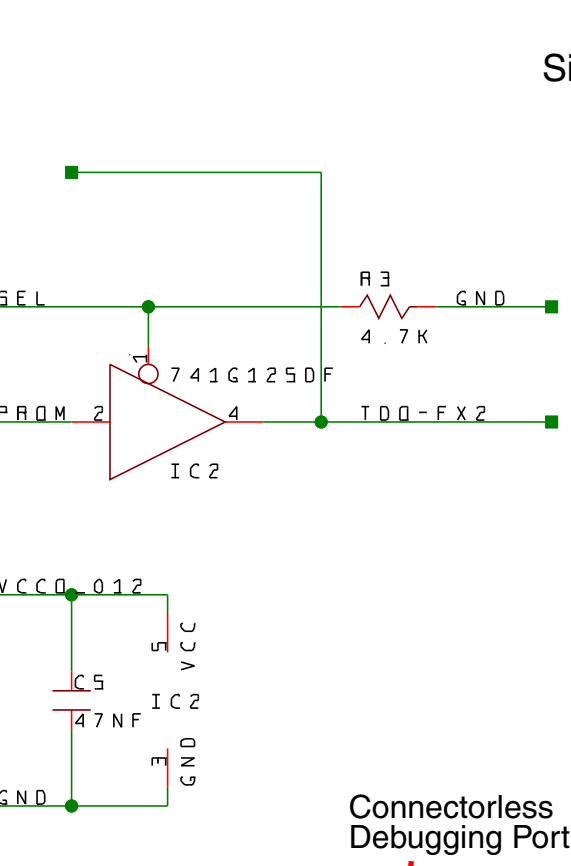 Si
R3
SEL
GND
4.7K
1
741G125DF
PROM
2
4
TDO-FX2
IC2
VCCO_012
5
VCC
C5
IC2
47NF
3
GND
GND
Connectorless
Debugging Port